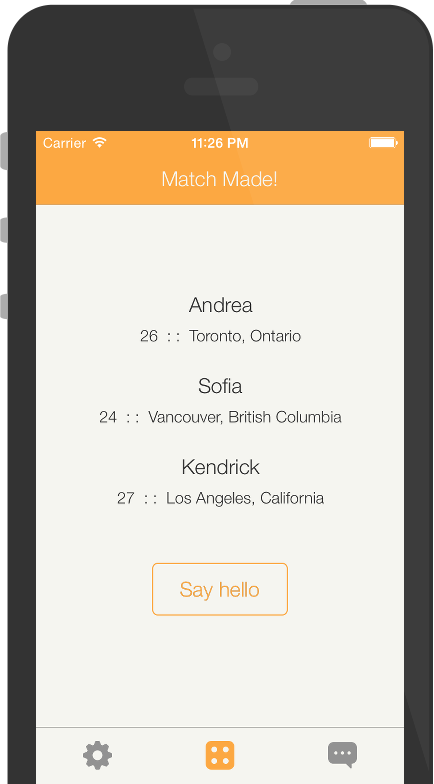 Carrier 11:26 PM
Match Made!
Andrea
26 :: Toronto, Ontario
Sofia
24 :: Vancouver, British Columbia
Kendrick
27 :: Los Angeles, California
Say hello